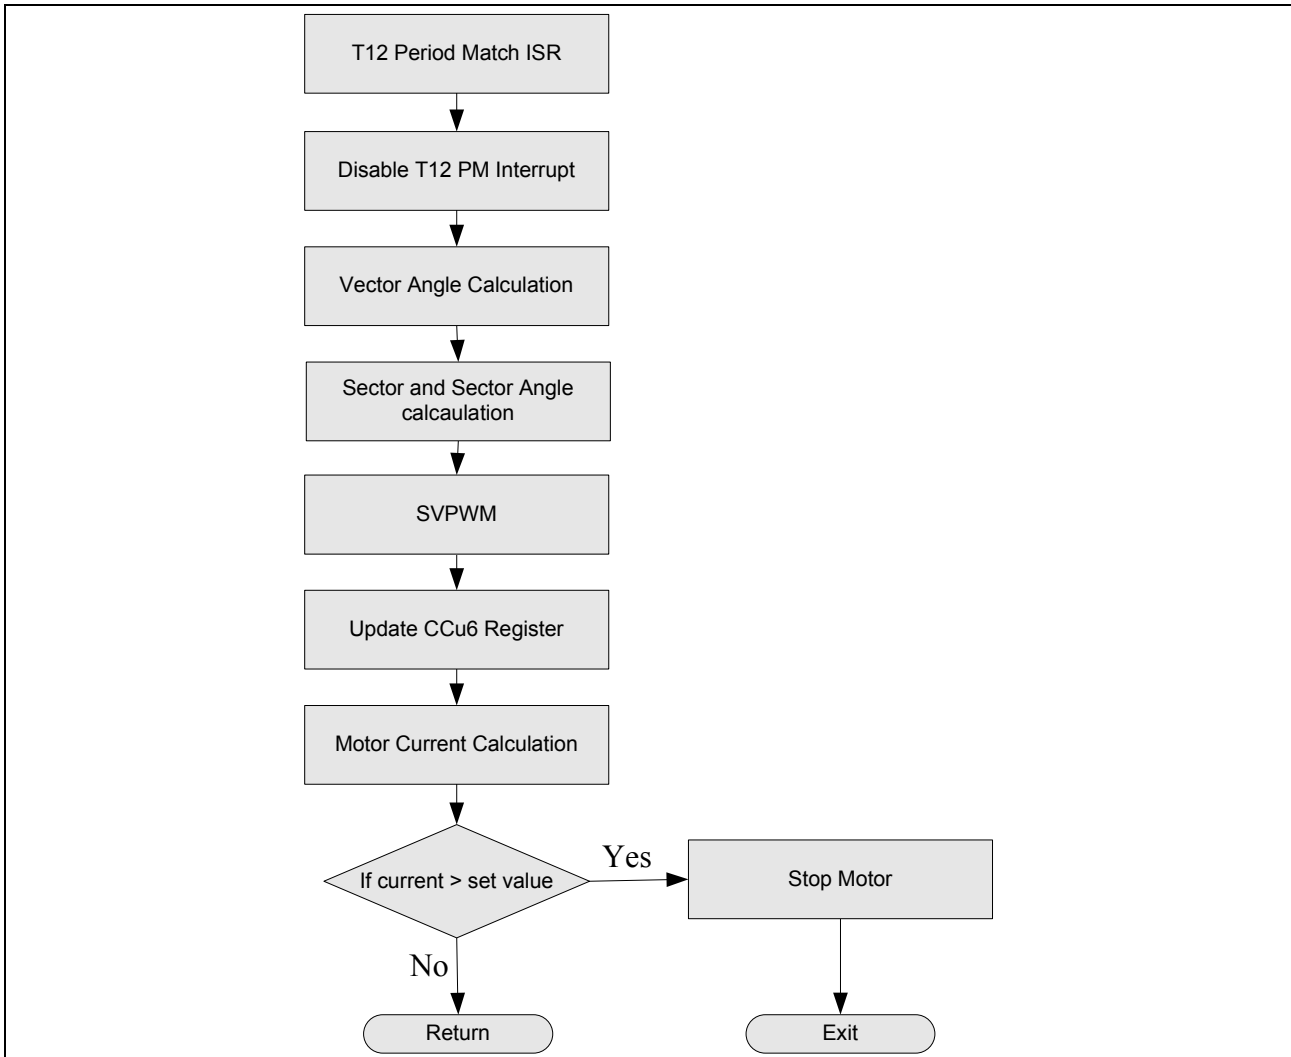 T12 Period Match ISR
Disable T12 PM Interrupt
Vector Angle Calculation
Sector and Sector Angle
calcaulation
SVPWM
Update CCu6 Register
Motor Current Calculation
If current > set value
Yes
Stop Motor
No
Return
Exit